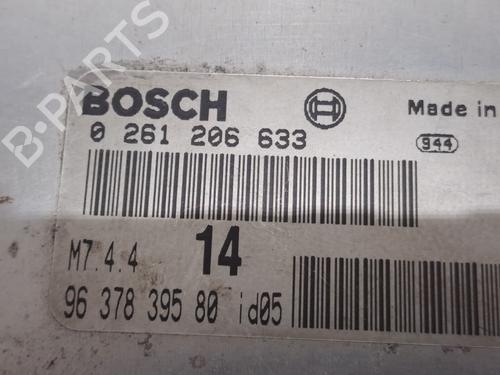 B-PARTS
BOSCH
Made in
0 261 206 633
944
M7.4.4
14
96 378 395 80 id05